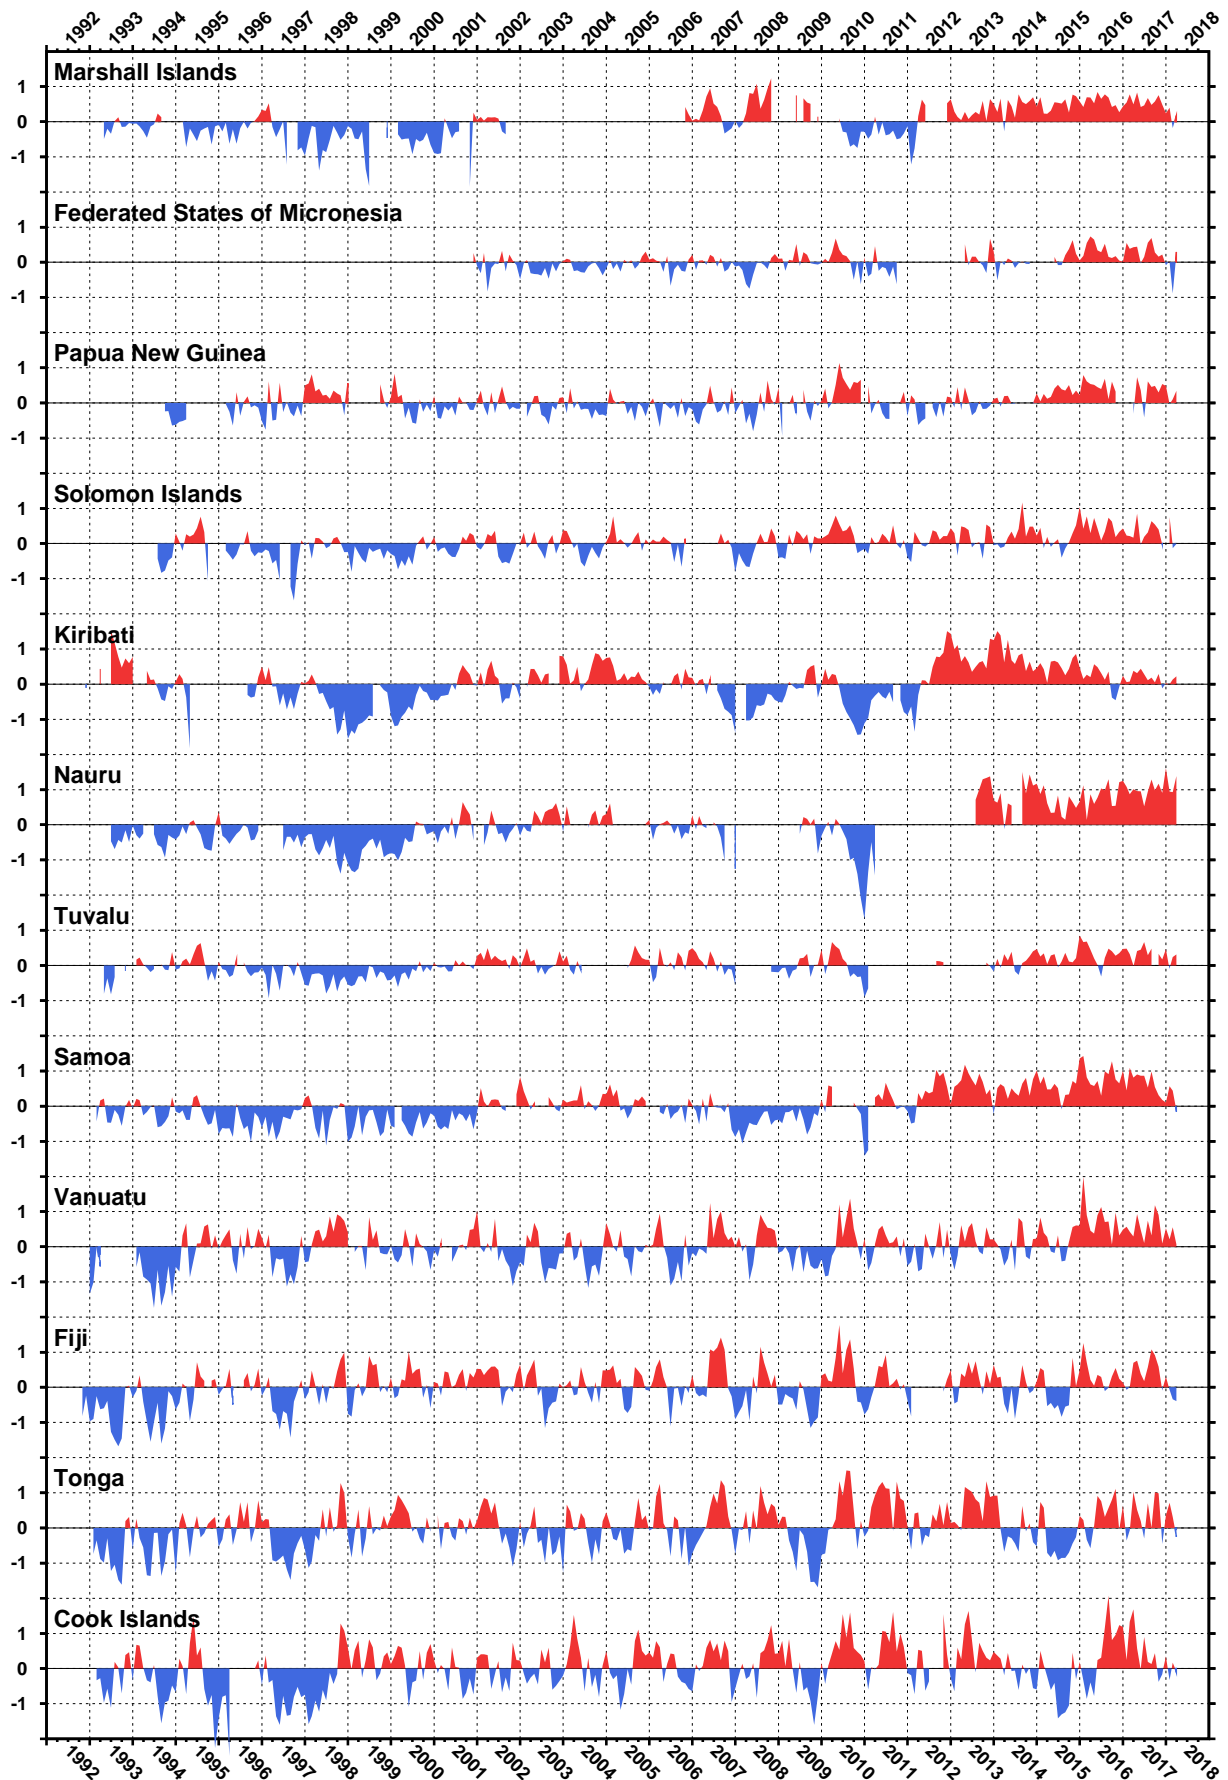 1992 1993 1994 1995 1996 1997 1998 1999 2000 2001 2002 2003 2004 2005 2006 2007 2008 2009 2010 2011 2012 2013 2014 2015 2016 2017 2018
Marshall Islands
1
0
-1
Federated States of Micronesia
1
0
-1
Papua New Guinea
1
0
-1
Solomon Islands
1
0
-1
Kiribati
1
0
-1
Nauru
1
0
-1
Tuvalu
1
0
-1
Samoa
1
0
-1
Vanuatu
1
0
-1
Fiji
1
0
-1
Tonga
1
0
-1
Cook Islands
1
0
-1
1992 1993 1994 1995 1996 1997 1998 1999 2000 2001 2002 2003 2004 2005 2006 2007 2008 2009 2010 2011 2012 2013 2014 2015 2016 2017 2018